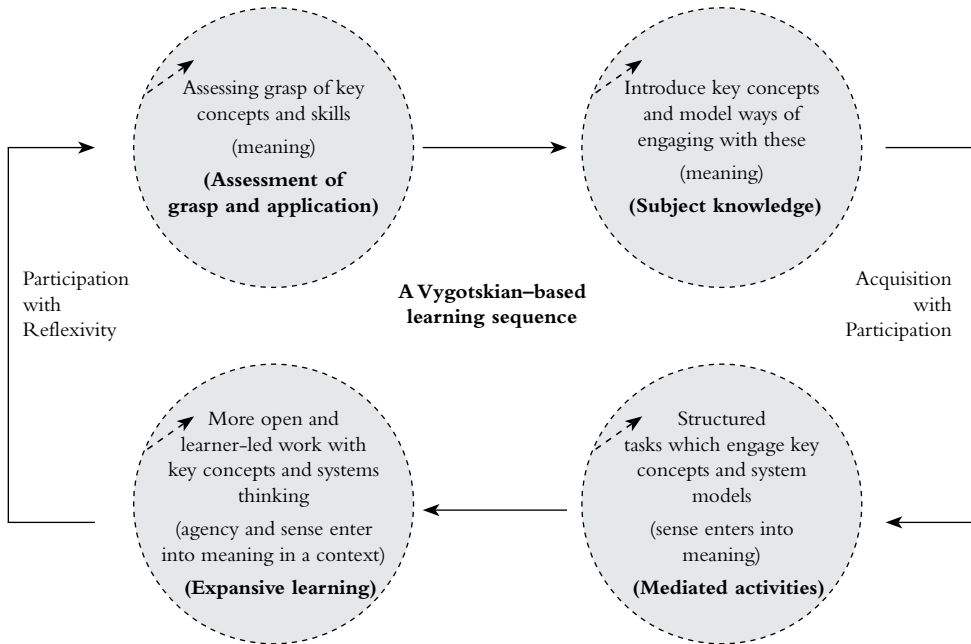 Assessing grasp of key
concepts and skills
(meaning)
(Assessment of
grasp and application)
Introduce key concepts
and model ways of
engaging with these
(meaning)
(Subject knowledge)
Participation
with
Reflexivity
A Vygotskian–based
learning sequence
Acquisition
with
Participation
More open and
learner-led work with
key concepts and systems
thinking
(agency and sense enter
into meaning in a context)
(Expansive learning)
Structured
tasks which engage key
concepts and system
models
(sense enters into
meaning)
(Mediated activities)